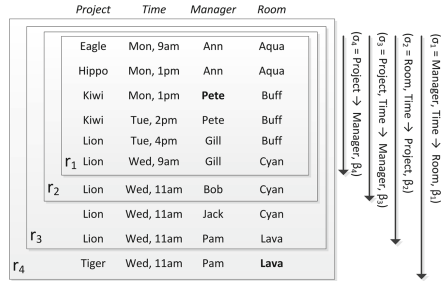 Project Time Manager Room
Eagle Mon, 9am Ann Aqua
Hippo Mon, 1pm Ann Aqua
Kiwi Mon, 1pm Pete Buff
Kiwi Tue, 2pm Pete Buff
Lion Tue, 4pm Gill Buff
r1 Lion Wed, 9am Gill Cyan
r2 Lion Wed, 11am Bob Cyan
Lion Wed, 11am Jack Cyan
r3 Lion Wed, 11am Pam Lava
r4 Tiger Wed, 11am Pam Lava
(σ4 = Project → Manager, β4)
(σ3 = Project, Time → Manager, β3)
(σ2 = Room, Time → Project, β2)
(σ1 = Manager, Time → Room, β1)